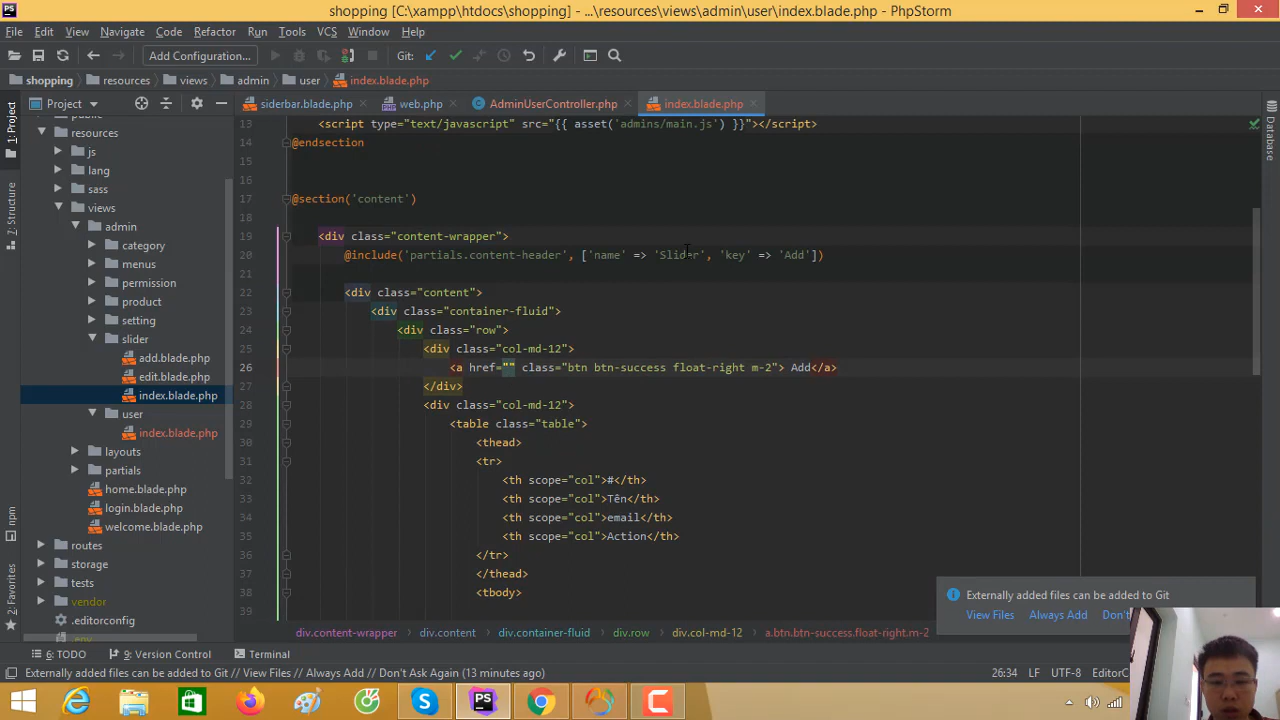 shopping [C:\xampp\htdocs\shopping] - ...\resources\views\admin\user\index.blade.php - PhpStorm
File Edit View Navigate Code Refactor Run Tools VCS Window Help
Add Configuration... Git:
shopping resources views admin user index.blade.php
1: Project
Project
siderbar.blade.php web.php AdminUserController.php index.blade.php
resources
js
lang
sass
views
admin
category
menus
permission
product
setting
slider
add.blade.php
edit.blade.php
index.blade.php
user
index.blade.php
layouts
partials
home.blade.php
login.blade.php
welcome.blade.php
routes
storage
tests
vendor
.editorconfig
7: Structure
npm
2: Favorites
Database
13 <script type="text/javascript" src="{{ asset('admins/main.js') }}"></script>
14 @endsection
15
16
17 @section('content')
18
19 <div class="content-wrapper">
20 @include('partials.content-header', ['name' => 'Slider', 'key' => 'Add'])
21
22 <div class="content">
23 <div class="container-fluid">
24 <div class="row">
25 <div class="col-md-12">
26 <a href="" class="btn btn-success float-right m-2"> Add</a>
27 </div>
28 <div class="col-md-12">
29 <table class="table">
30 <thead>
31 <tr>
32 <th scope="col">#</th>
33 <th scope="col">Tên</th>
34 <th scope="col">email</th>
35 <th scope="col">Action</th>
36 </tr>
37 </thead>
38 <tbody>
39
Externally added files can be added to Git
View Files Always Add Don't
div.content-wrapper div.content div.container-fluid div.row div.col-md-12 a.btn.btn-success.float-right.m-2
6: TODO 9: Version Control Terminal
Externally added files can be added to Git // View Files // Always Add // Don't Ask Again (13 minutes ago) 26:34 LF UTF-8 EditorC